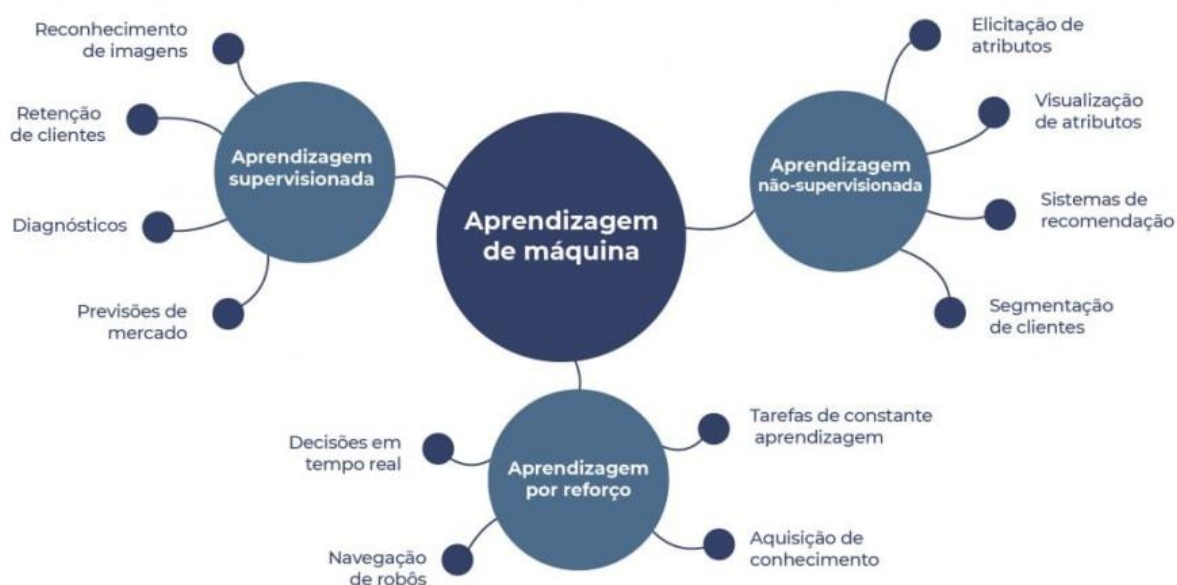 Aprendizagem
de máquina
Aprendizagem
supervisionada
Reconhecimento
de imagens
Retenção
de clientes
Diagnósticos
Previsões de
mercado
Aprendizagem
não-supervisionada
Elicitação de
atributos
Visualização
de atributos
Sistemas de
recomendação
Segmentação
de clientes
Aprendizagem
por reforço
Decisões em
tempo real
Navegação
de robôs
Tarefas de constante
aprendizagem
Aquisição de
conhecimento